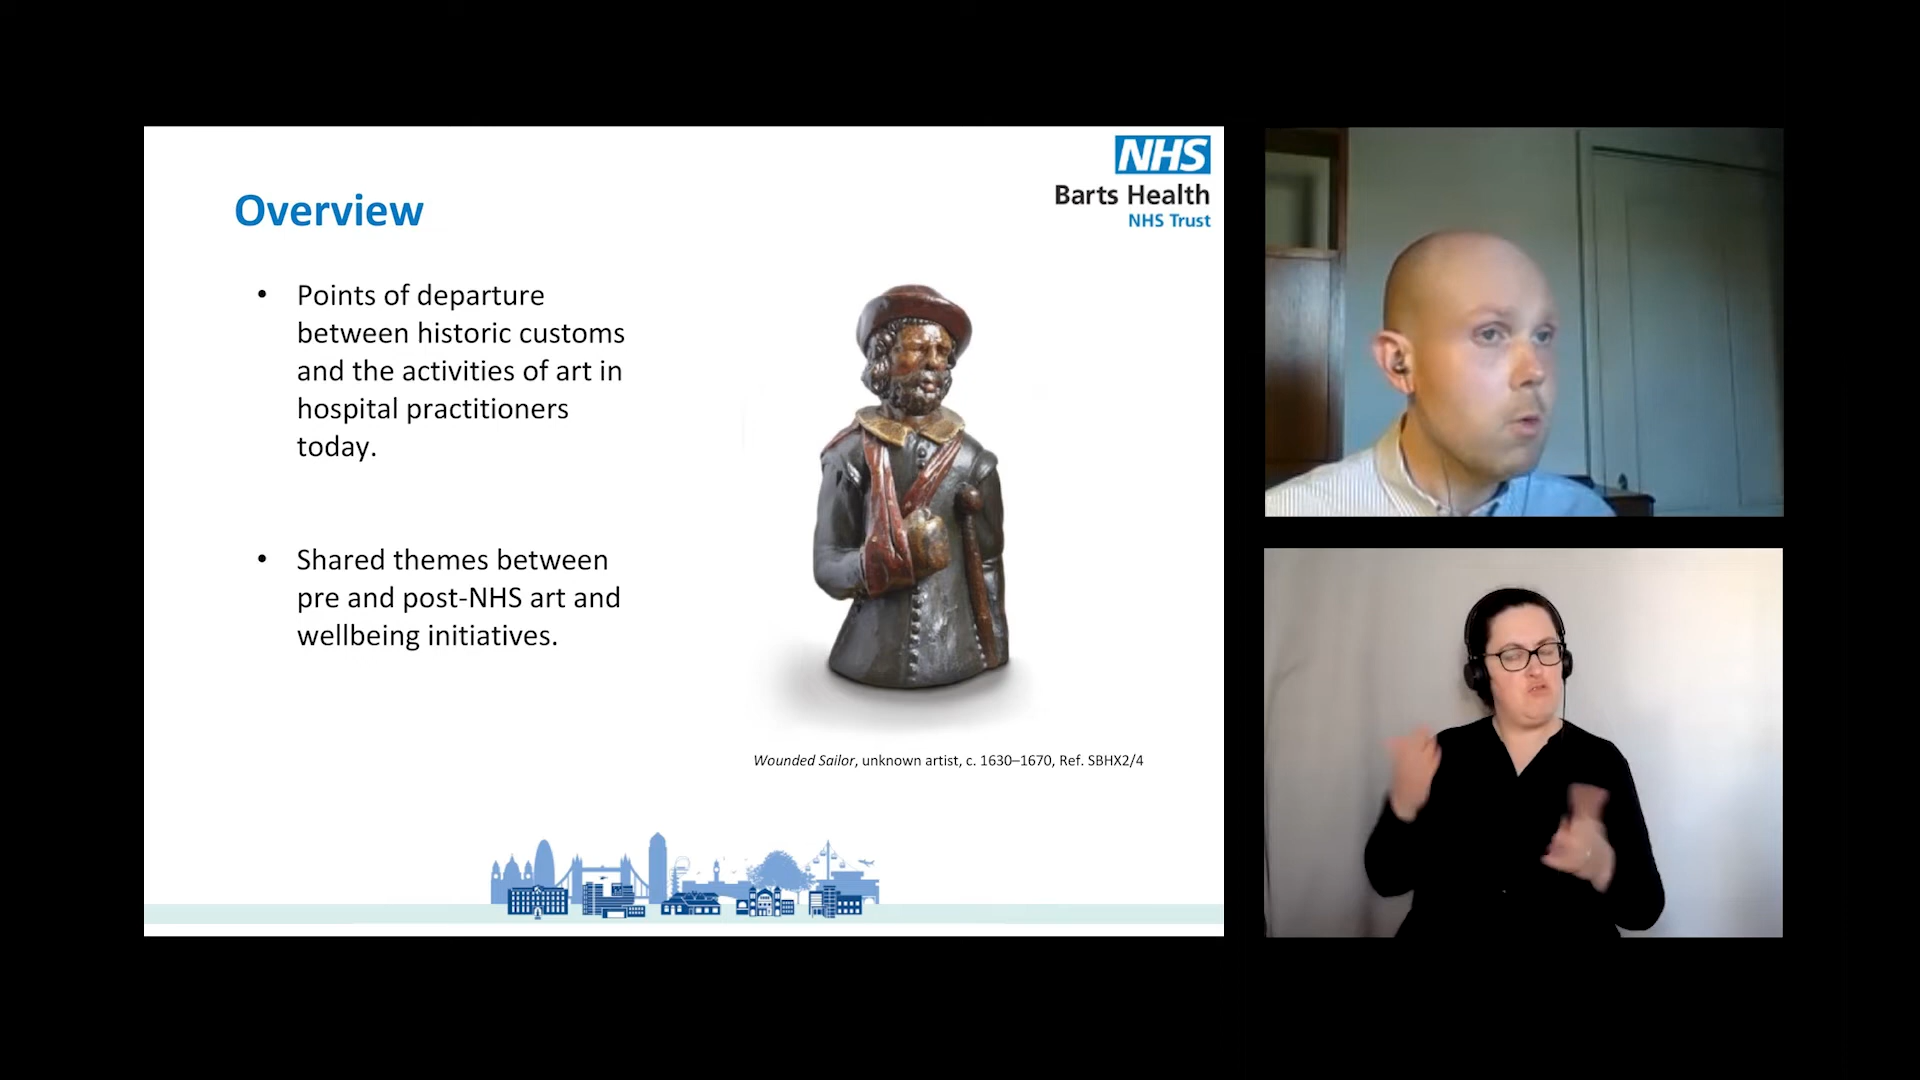 NHS
Barts Health
NHS Trust
Overview
• Points of departure
between historic customs
and the activities of art in
hospital practitioners
today.
• Shared themes between
pre and post-NHS art and
wellbeing initiatives.
Wounded Sailor, unknown artist, c. 1630–1670, Ref. SBHX2/4